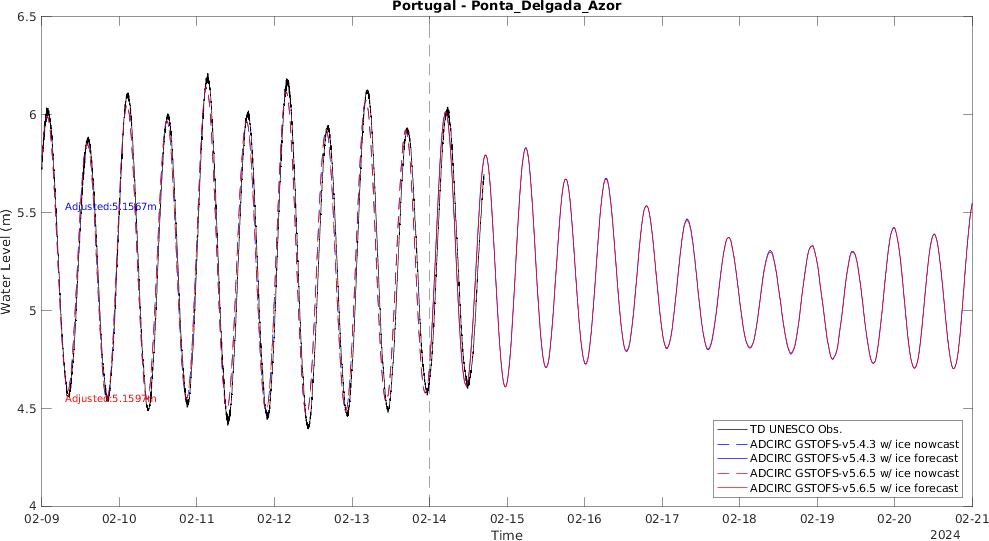 Portugal - Ponta_Delgada_Azor
6.5
6
5.5
5
4.5
4
Water Level (m)
Adjusted:5.1567m
Adjusted:5.1597m
TD UNESCO Obs.
ADCIRC GSTOFS-v5.4.3 w/ ice nowcast
ADCIRC GSTOFS-v5.4.3 w/ ice forecast
ADCIRC GSTOFS-v5.6.5 w/ ice nowcast
ADCIRC GSTOFS-v5.6.5 w/ ice forecast
02-09 02-10 02-11 02-12 02-13 02-14 02-15 02-16 02-17 02-18 02-19 02-20 02-21
Time
2024